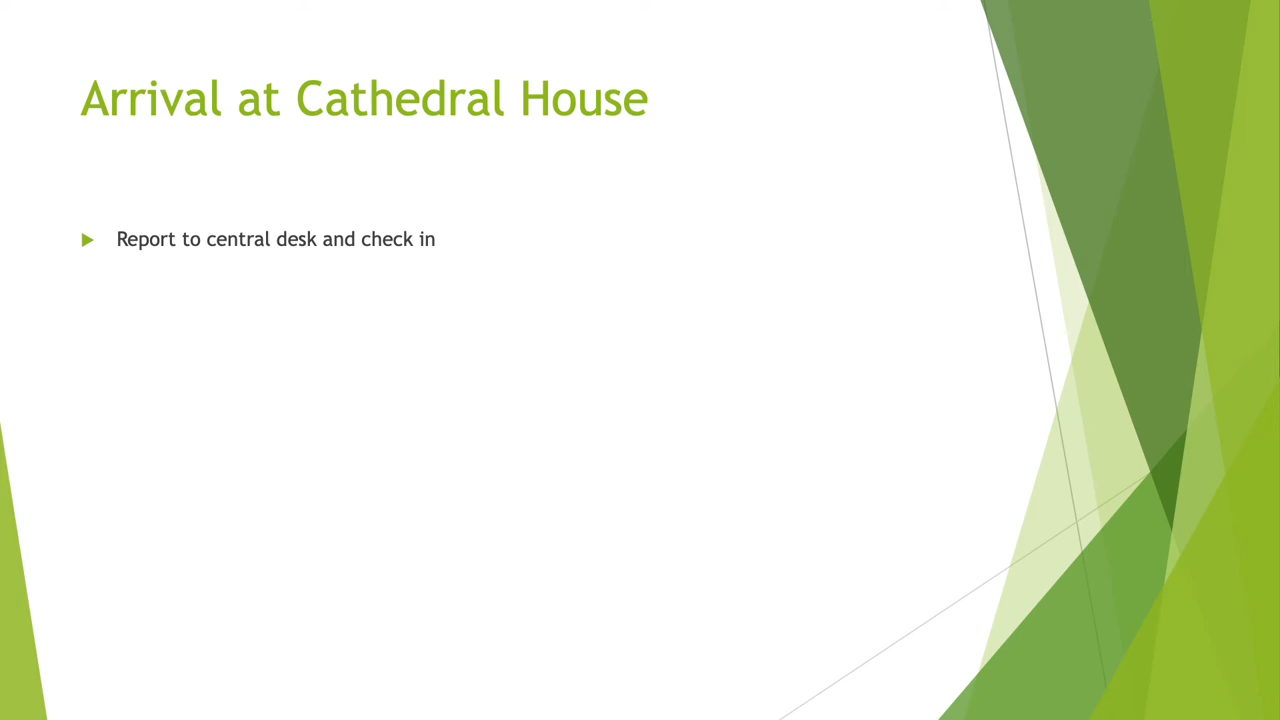 Arrival at Cathedral House
Report to central desk and check in